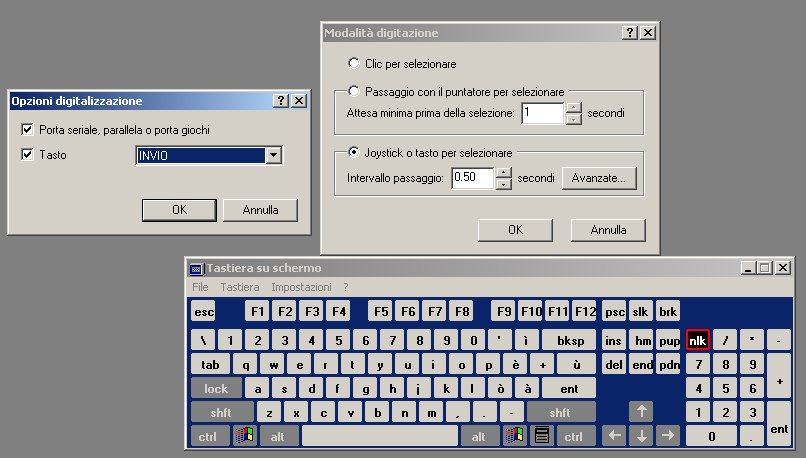 Modalità digitazione
Clic per selezionare
Passaggio con il puntatore per selezionare
Attesa minima prima della selezione: 1 secondi
Joystick o tasto per selezionare
Intervallo passaggio: 0.50 secondi Avanzate...
OK Annulla
Opzioni digitalizzazione
Porta seriale, parallela o porta giochi
Tasto INVIO
OK Annulla
Tastiera su schermo
File Tastiera Impostazioni ?
esc F1 F2 F3 F4 F5 F6 F7 F8 F9 F10 F11 F12 psc slk brk
\ 1 2 3 4 5 6 7 8 9 0 ' ì bksp ins hm pup nlk / * -
tab q w e r t y u i o p è + ù del end pdn 7 8 9 +
lock a s d f g h j k l ò à ent 4 5 6
shft z x c v b n m , . - shft ↑ 1 2 3 ent
ctrl alt alt ctrl ← ↓ → 0 .